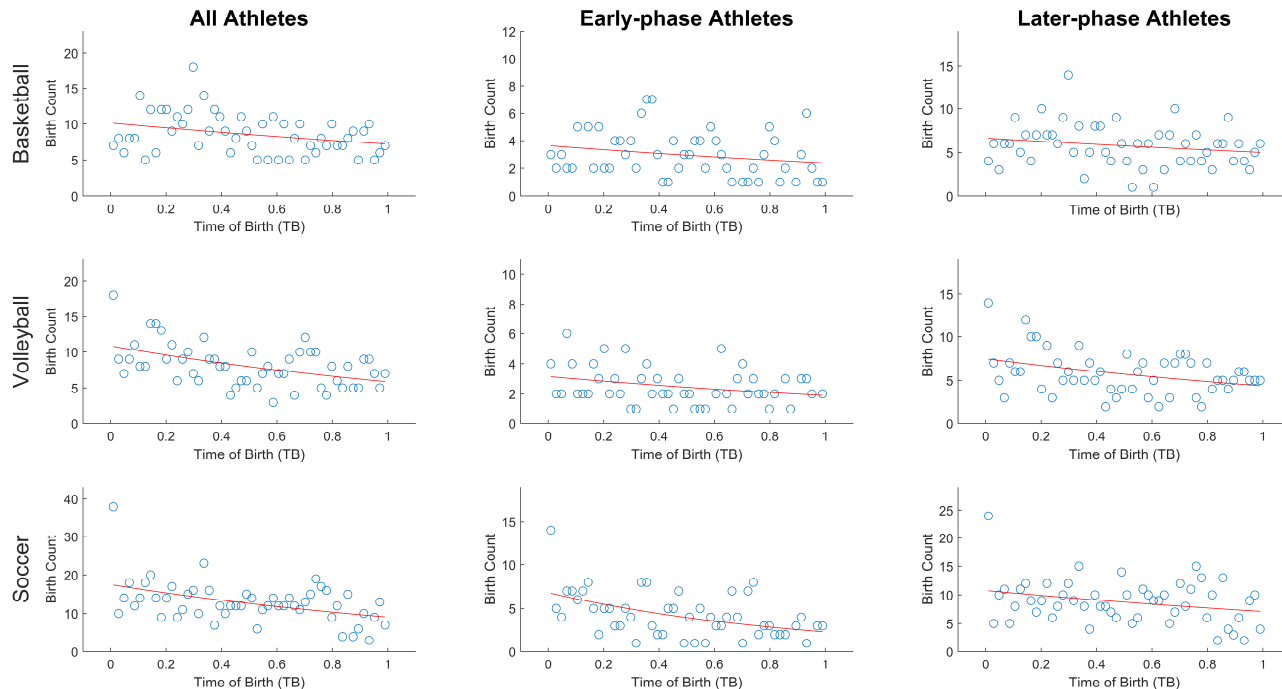 All Athletes
Early-phase Athletes
Later-phase Athletes
Basketball
Birth Count
20
15
10
5
0
0 0.2 0.4 0.6 0.8 1
Time of Birth (TB)
Birth Count
12
10
8
6
4
2
0
0 0.2 0.4 0.6 0.8 1
Time of Birth (TB)
Birth Count
15
10
5
0
0 0.2 0.4 0.6 0.8 1
Time of Birth (TB)
Volleyball
Birth Count
20
15
10
5
0
0 0.2 0.4 0.6 0.8 1
Time of Birth (TB)
Birth Count
10
8
6
4
2
0
0 0.2 0.4 0.6 0.8 1
Time of Birth (TB)
Birth Count
15
10
5
0
0 0.2 0.4 0.6 0.8 1
Time of Birth (TB)
Soccer
Birth Count
40
30
20
10
0
0 0.2 0.4 0.6 0.8 1
Time of Birth (TB)
Birth Count
15
10
5
0
0 0.2 0.4 0.6 0.8 1
Time of Birth (TB)
Birth Count
25
20
15
10
5
0
0 0.2 0.4 0.6 0.8 1
Time of Birth (TB)